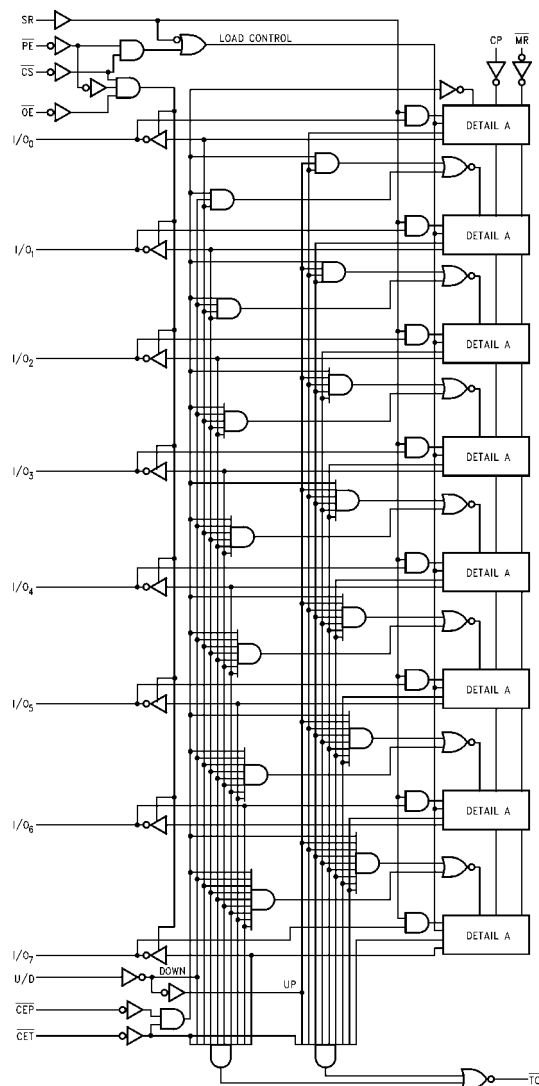 SR
LOAD CONTROL
CP
MR
PE
CS
OE
I/O0
DETAIL A
I/O1
DETAIL A
I/O2
DETAIL A
I/O3
DETAIL A
I/O4
DETAIL A
I/O5
DETAIL A
I/O6
DETAIL A
I/O7
DETAIL A
DOWN
U/D
UP
CEP
CET
TC